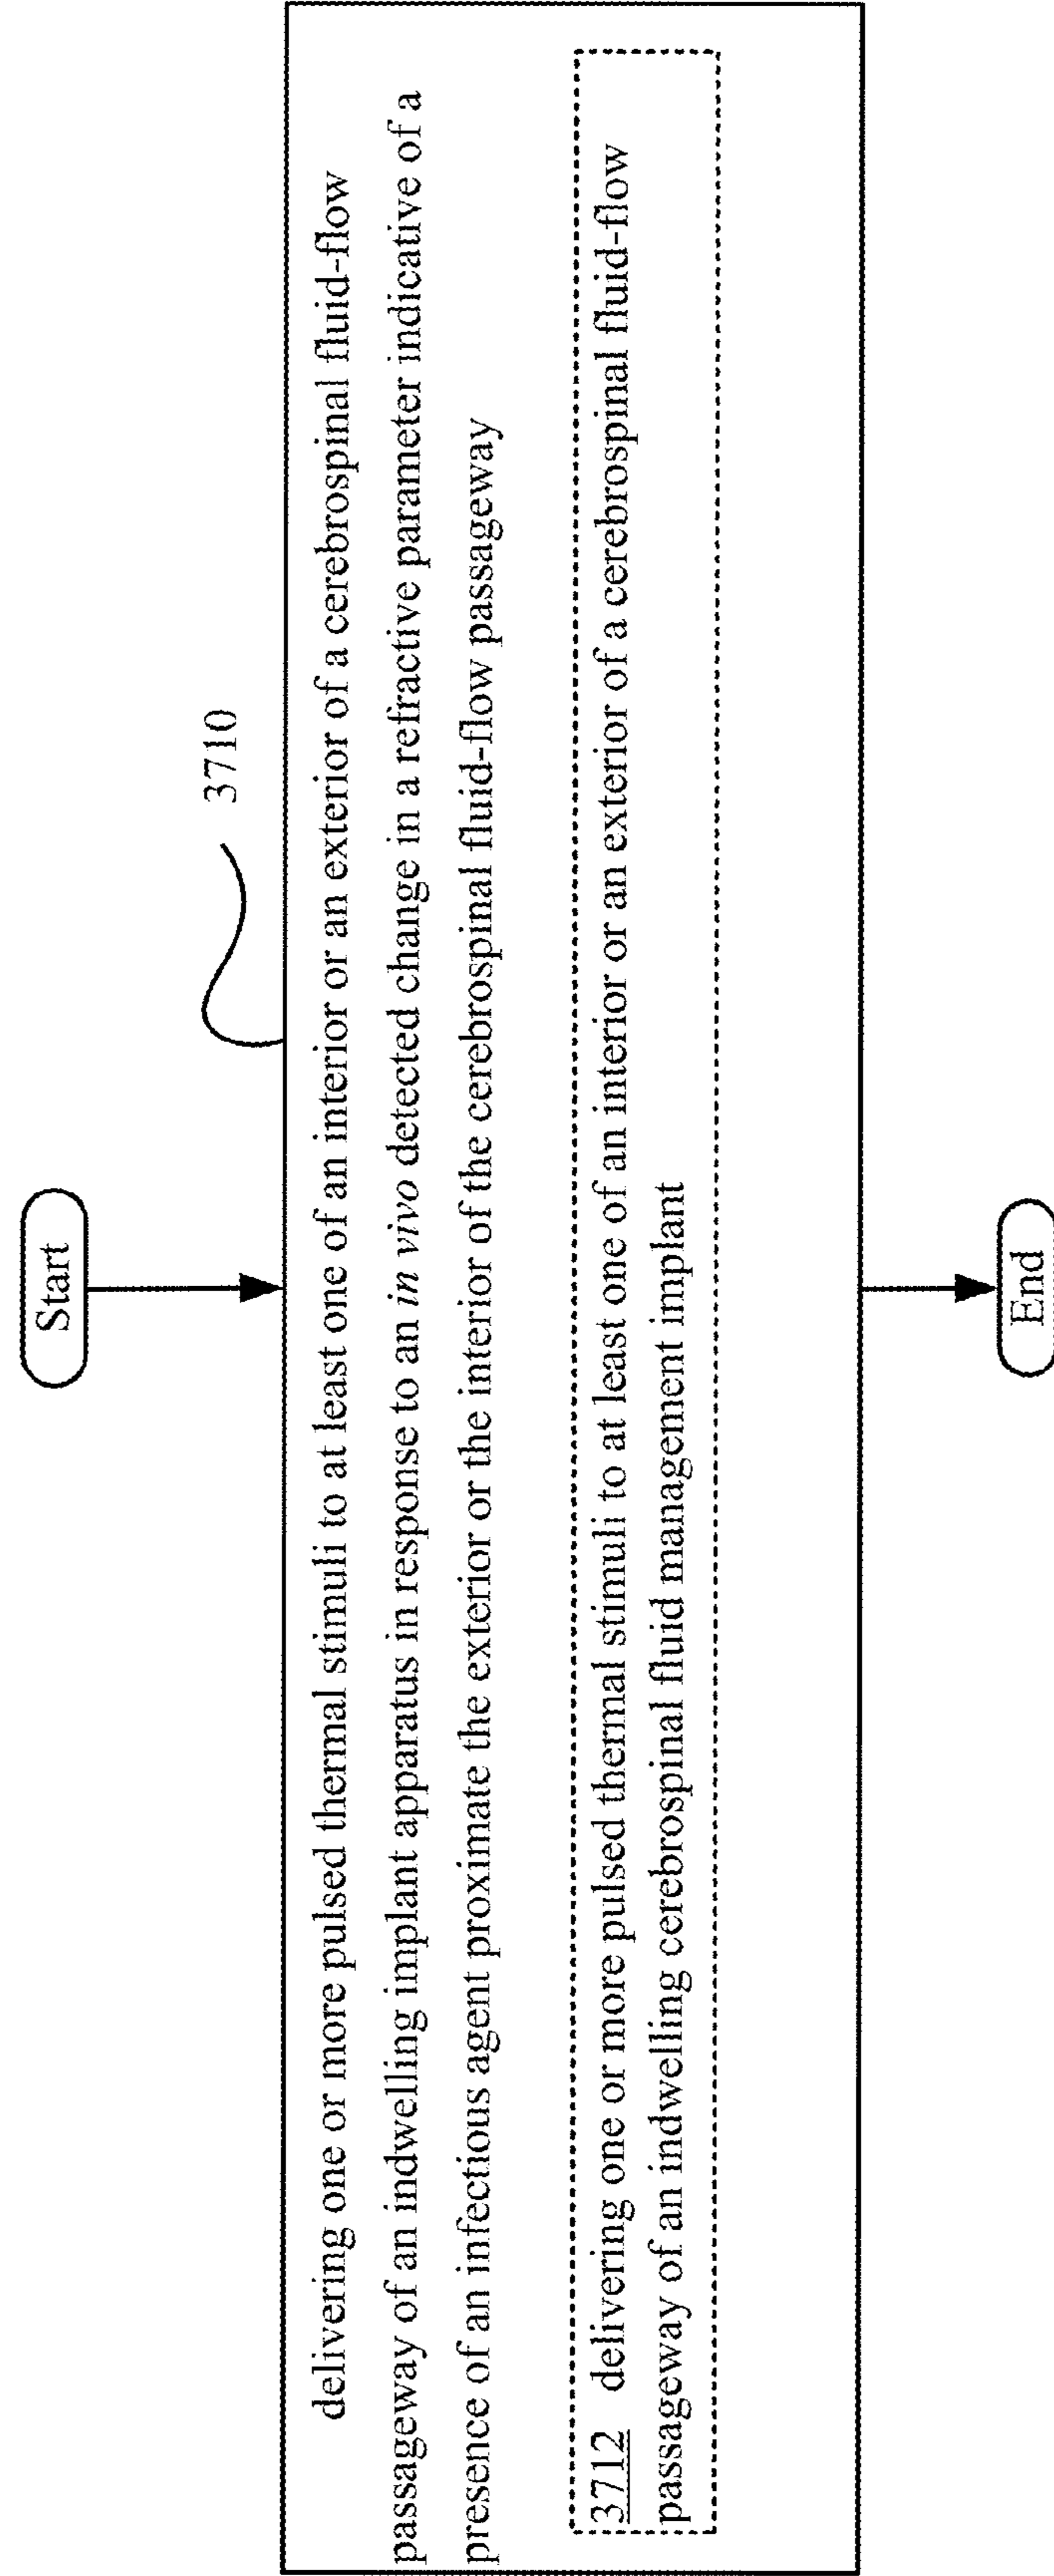 Start
3710
delivering one or more pulsed thermal stimuli to at least one of an interior or an exterior of a cerebrospinal fluid-flow
passageway of an indwelling implant apparatus in response to an in vivo detected change in a refractive parameter indicative of a
presence of an infectious agent proximate the exterior or the interior of the cerebrospinal fluid-flow passageway
3712 delivering one or more pulsed thermal stimuli to at least one of an interior or an exterior of a cerebrospinal fluid-flow
passageway of an indwelling cerebrospinal fluid management implant
End